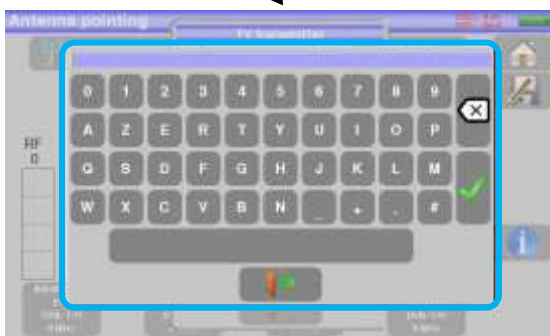 Antenna pointing
TV transmitter
0 1 2 3 4 5 6 7 8 9
A Z E R T Y U I O P
RF
0
Q S D F G H J K L M
W X C V B N _ + . #